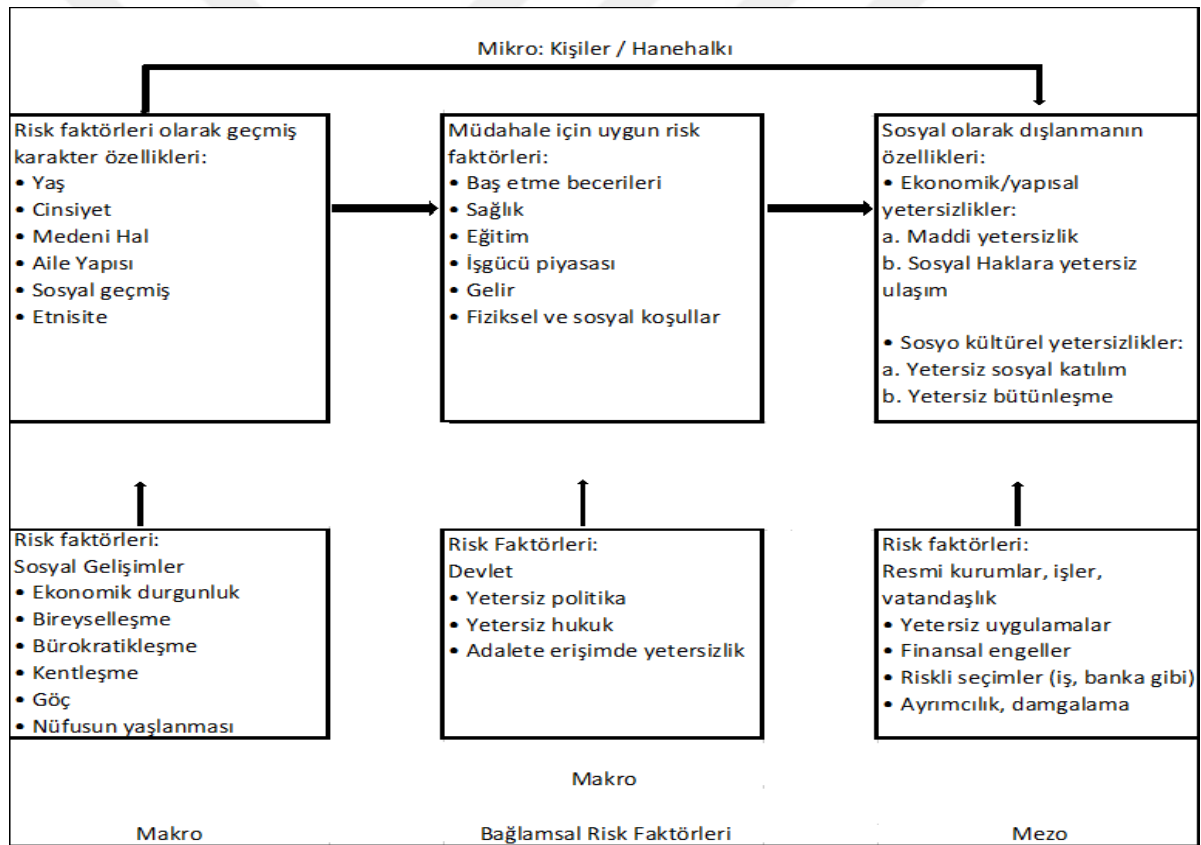 Mikro: Kişiler / Hanehalkı
Risk faktörleri olarak geçmiş
karakter özellikleri:
• Yaş
• Cinsiyet
• Medeni Hal
• Aile Yapısı
• Sosyal geçmiş
• Etnisite
Müdahale için uygun risk
faktörleri:
• Baş etme becerileri
• Sağlık
• Eğitim
• İşgücü piyasası
• Gelir
• Fiziksel ve sosyal koşullar
Sosyal olarak dışlanmanın
özellikleri:
• Ekonomik/yapısal
yetersizlikler:
a. Maddi yetersizlik
b. Sosyal Haklara yetersiz
ulaşım
• Sosyo kültürel yetersizlikler:
a. Yetersiz sosyal katılım
b. Yetersiz bütünleşme
Risk faktörleri:
Sosyal Gelişimler
• Ekonomik durgunluk
• Bireyselleşme
• Bürokratikleşme
• Kentleşme
• Göç
• Nüfusun yaşlanması
Risk Faktörleri:
Devlet
• Yetersiz politika
• Yetersiz hukuk
• Adalete erişimde yetersizlik
Risk faktörleri:
Resmi kurumlar, işler,
vatandaşlık
• Yetersiz uygulamalar
• Finansal engeller
• Riskli seçimler (iş, banka gibi)
• Ayrımcılık, damgalama
Makro
Makro
Bağlamsal Risk Faktörleri
Mezo